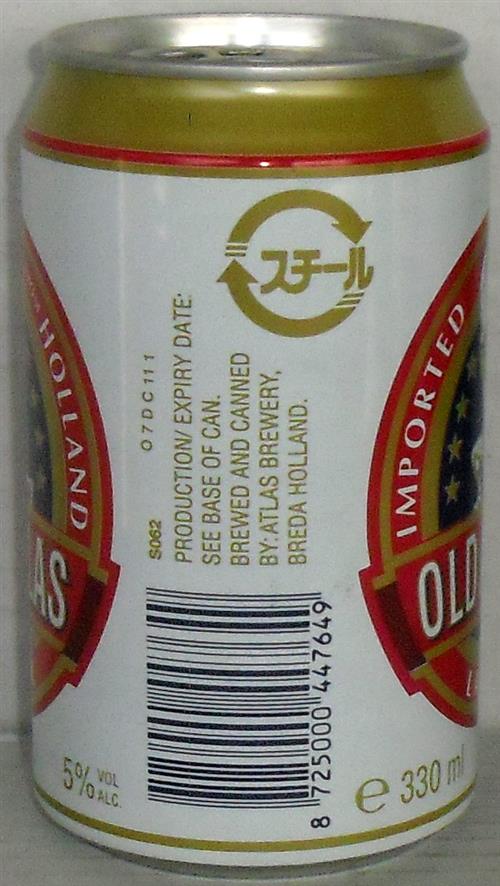 スチール
07DC111
S062
PRODUCTION/ EXPIRY DATE:
SEE BASE OF CAN.
BREWED AND CANNED
BY: ATLAS BREWERY,
BREDA HOLLAND.
HOLLAND
AS
IMPORTED
OLD
8 725000 447649
5% VOL
ALC.
e 330 ml